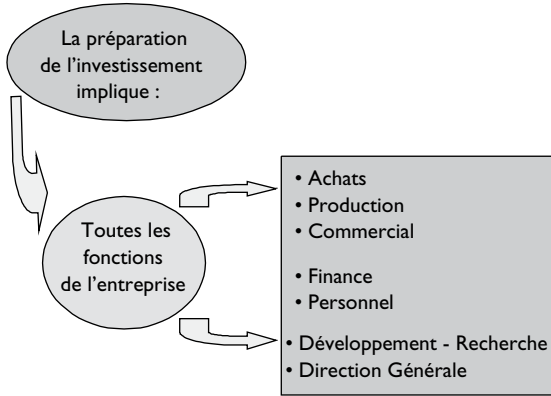 La préparation
de l'investissement
implique :
Toutes les
fonctions
de l'entreprise
• Achats
• Production
• Commercial
• Finance
• Personnel
• Développement - Recherche
• Direction Générale